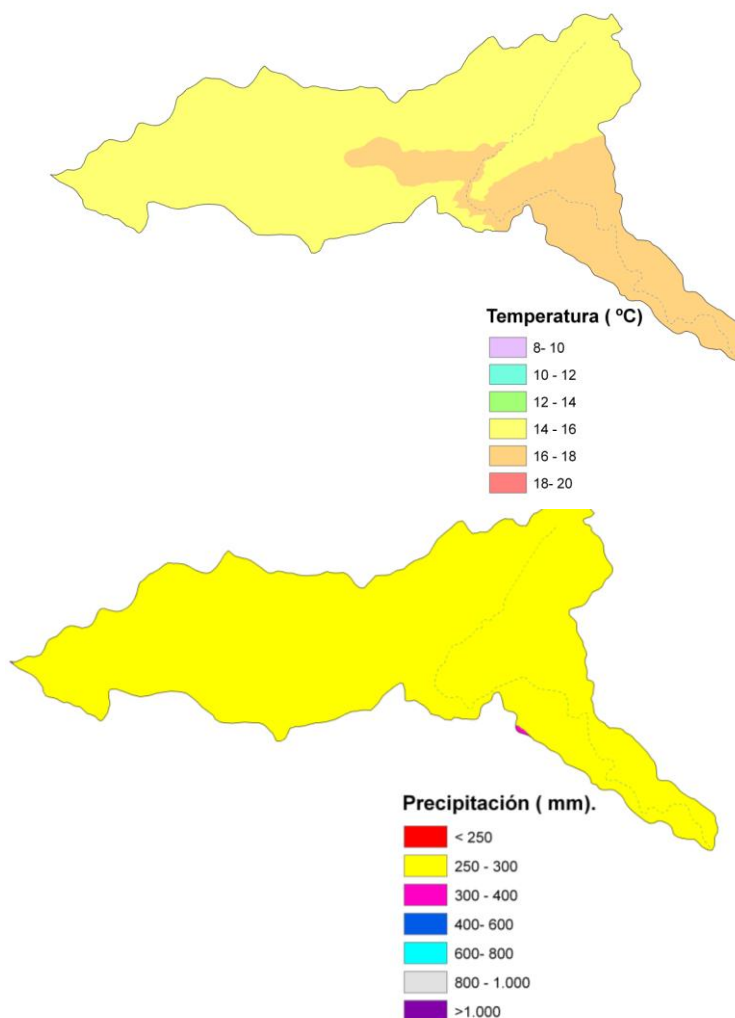 Temperatura ( ºC)
8- 10
10 - 12
12 - 14
14 - 16
16 - 18
18- 20
Precipitación ( mm).
< 250
250 - 300
300 - 400
400- 600
600- 800
800 - 1.000
>1.000